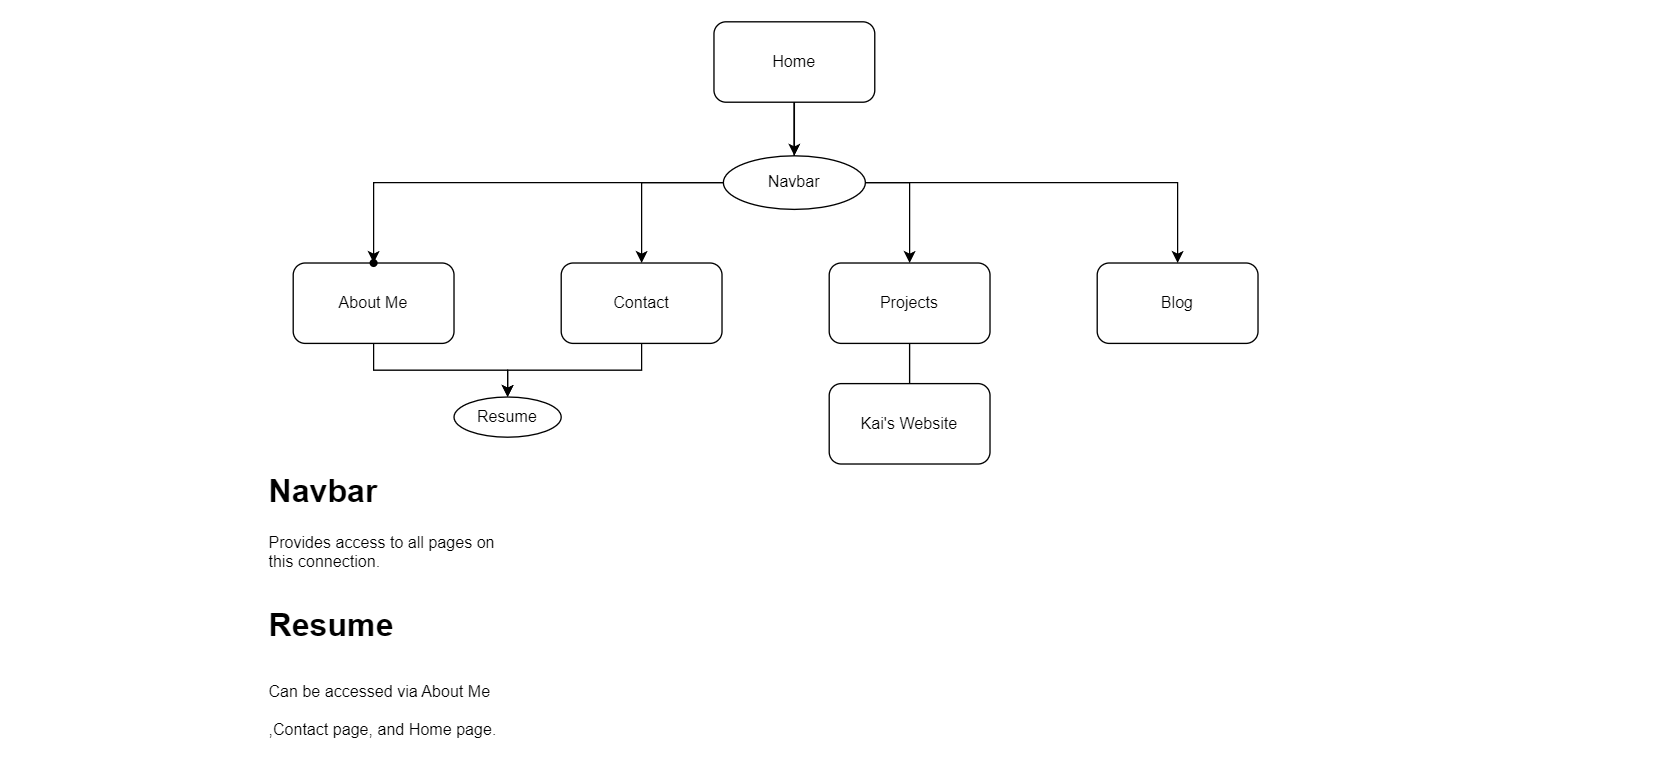 Home
Navbar
About Me
Contact
Projects
Blog
Resume
Kai's Website
Navbar
Provides access to all pages on
this connection.
Resume
Can be accessed via About Me
,Contact page, and Home page.